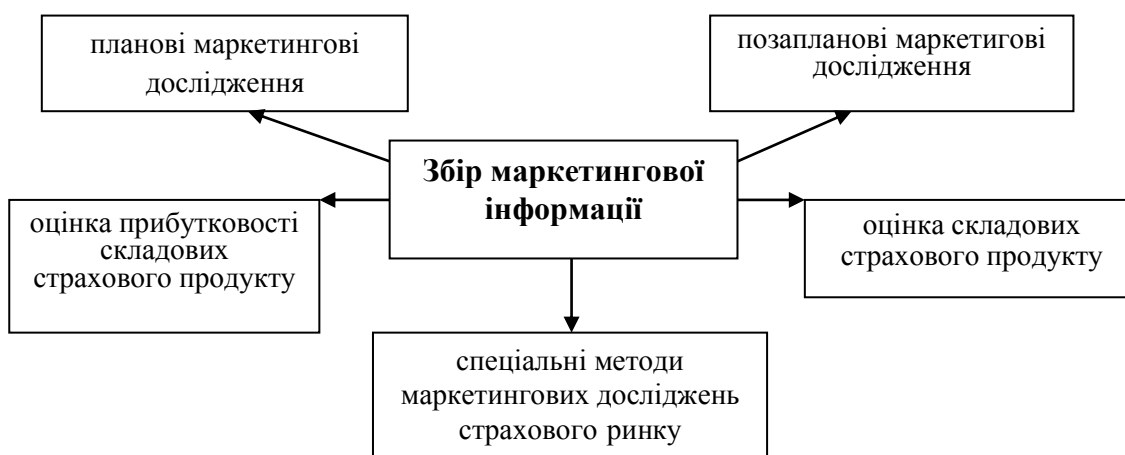 планові маркетингові
дослідження
позапланові маркетигові
дослідження
Збір маркетингової
інформації
оцінка прибутковості
складових
страхового продукту
оцінка складових
страхового продукту
спеціальні методи
маркетингових досліджень
страхового ринку